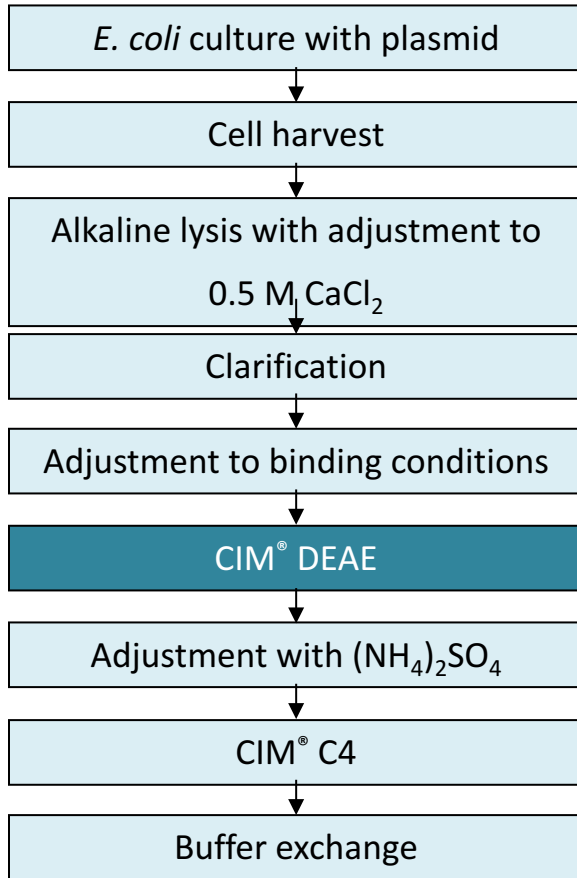 E. coli culture with plasmid
Cell harvest
Alkaline lysis with adjustment to
0.5 M CaCl₂
Clarification
Adjustment to binding conditions
CIM® DEAE
Adjustment with (NH₄)₂SO₄
CIM® C4
Buffer exchange